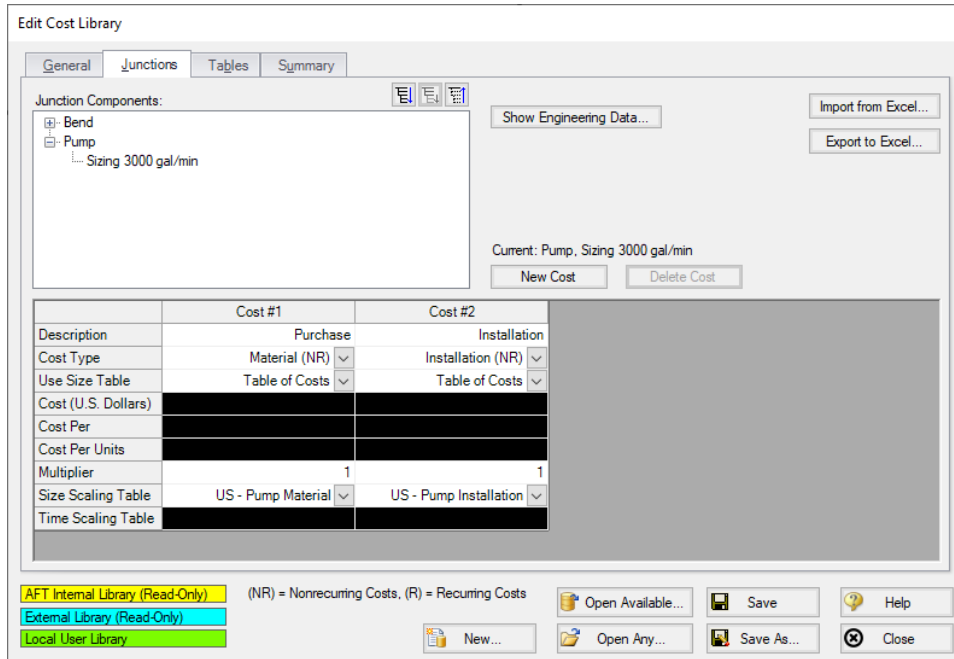 Edit Cost Library
General Junctions Tables Summary
Junction Components:
Bend
Pump
Sizing 3000 gal/min
Show Engineering Data...
Import from Excel...
Export to Excel...
Current: Pump, Sizing 3000 gal/min
New Cost Delete Cost
Cost #1 Cost #2
Description Purchase Installation
Cost Type Material (NR) Installation (NR)
Use Size Table Table of Costs Table of Costs
Cost (U.S. Dollars)
Cost Per
Cost Per Units
Multiplier 1 1
Size Scaling Table US - Pump Material US - Pump Installation
Time Scaling Table
AFT Internal Library (Read-Only) (NR) = Nonrecurring Costs, (R) = Recurring Costs
External Library (Read-Only)
Local User Library
Open Available... Save Help
New... Open Any... Save As... Close